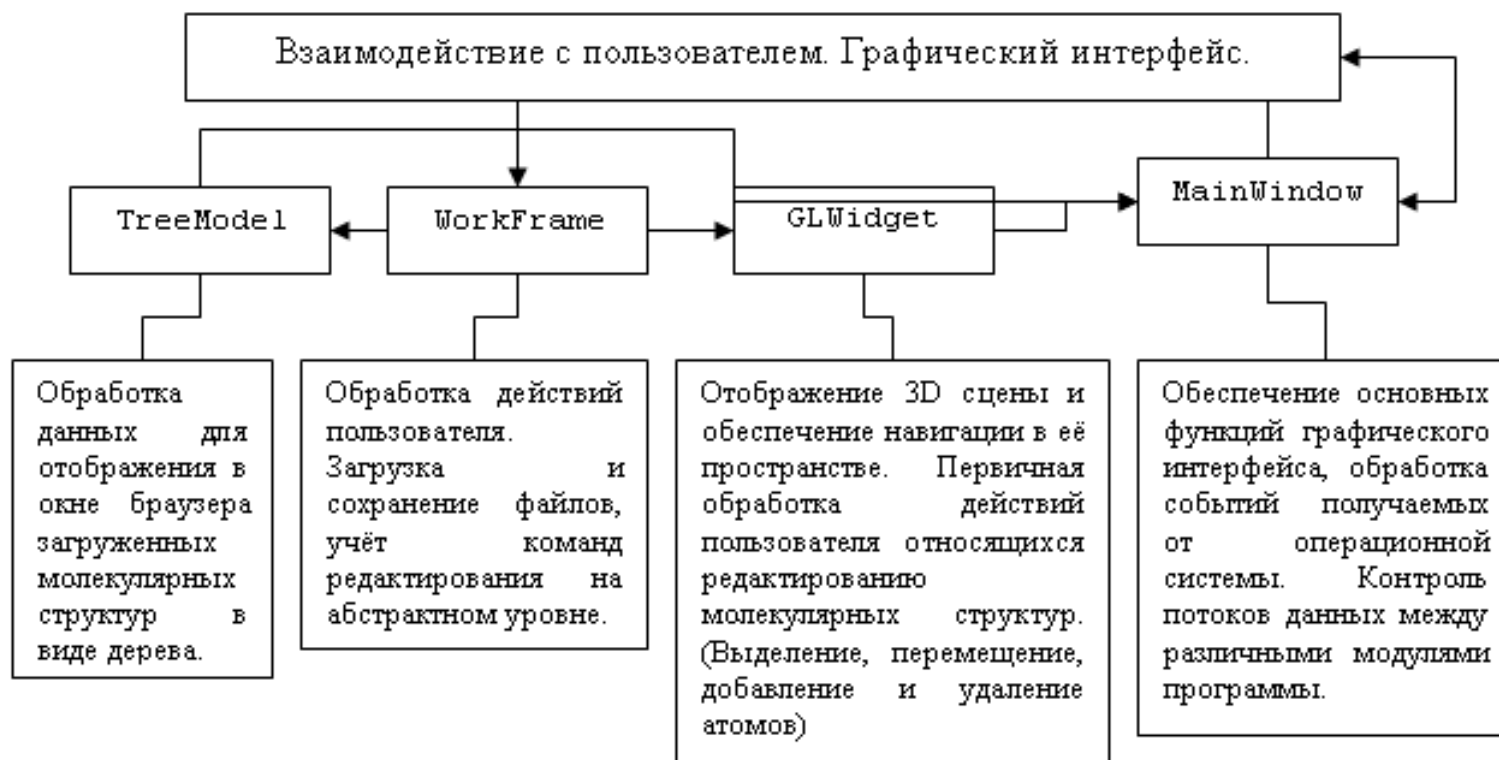 Взаимодействие с пользователем. Графический интерфейс.
TreeModel
WorkFrame
GLWidget
MainWindow
Обработка
данных для
отображения в
окне браузера
загруженных
молекулярных
структур в
виде дерева.
Обработка действий
пользователя.
Загрузка и
сохранение файлов,
учёт команд
редактирования на
абстрактном уровне.
Отображение 3D сцены и
обеспечение навигации в её
пространстве. Первичная
обработка действий
пользователя относящихся
редактированию
молекулярных структур.
(Выделение, перемещение,
добавление и удаление
атомов)
Обеспечение основных
функций графического
интерфейса, обработка
событий получаемых
от операционной
системы. Контроль
потоков данных между
различными модулями
программы.